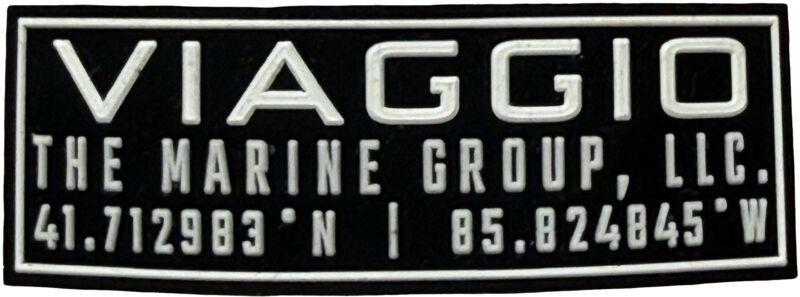 VIAGGIO
THE MARINE GROUP, LLC.
41.712983°N | 85.824845°W